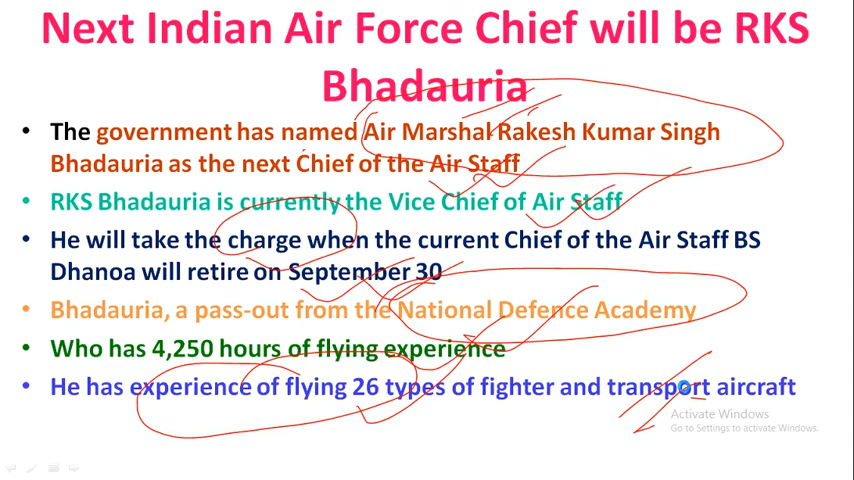 Next Indian Air Force Chief will be RKS
Bhadauria
• The government has named Air Marshal Rakesh Kumar Singh
Bhadauria as the next Chief of the Air Staff
• RKS Bhadauria is currently the Vice Chief of Air Staff
• He will take the charge when the current Chief of the Air Staff BS
Dhanoa will retire on September 30
• Bhadauria, a pass-out from the National Defence Academy
• Who has 4,250 hours of flying experience
• He has experience of flying 26 types of fighter and transport aircraft
Activate Windows
Go to Settings to activate Windows.